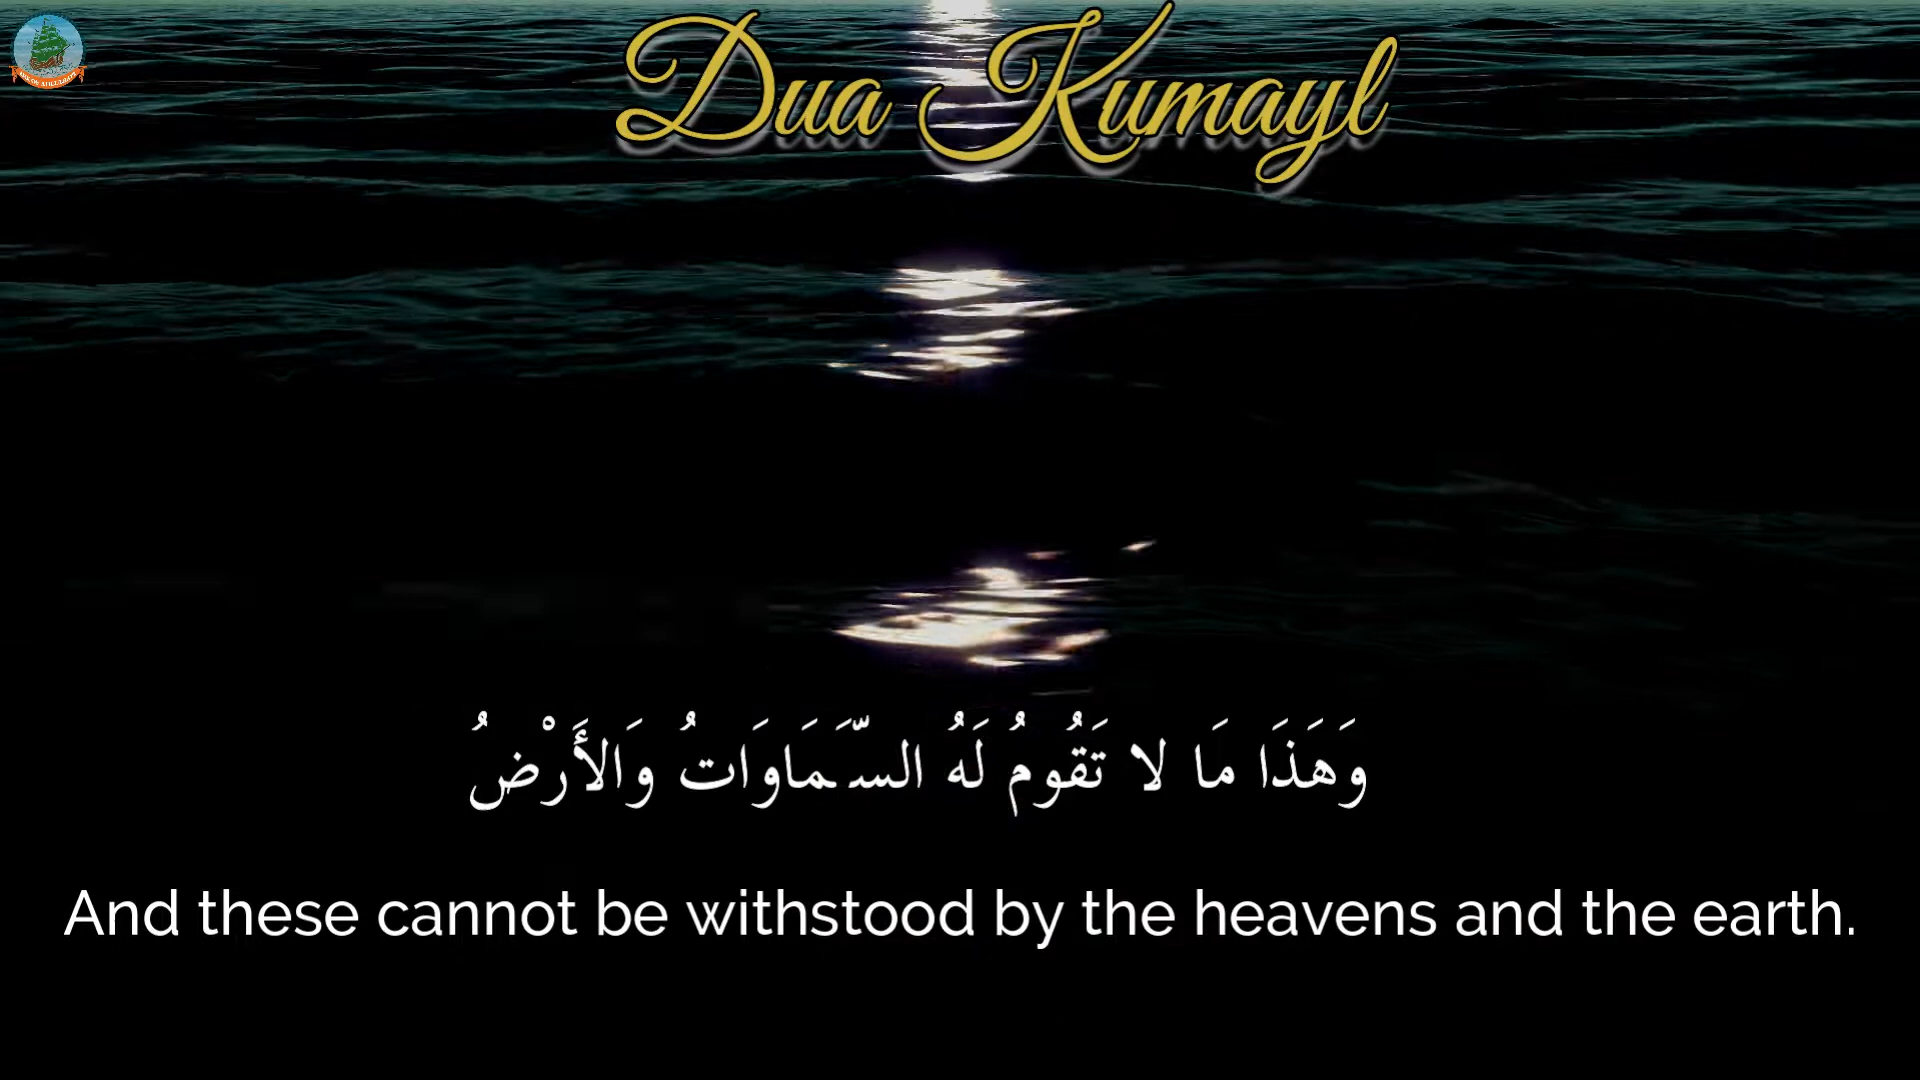 Dua Kumayl
وَهَذَا مَا لا تَقُومُ لَهُ السَّمَاوَاتُ وَالأَرْضُ
And these cannot be withstood by the heavens and the earth.